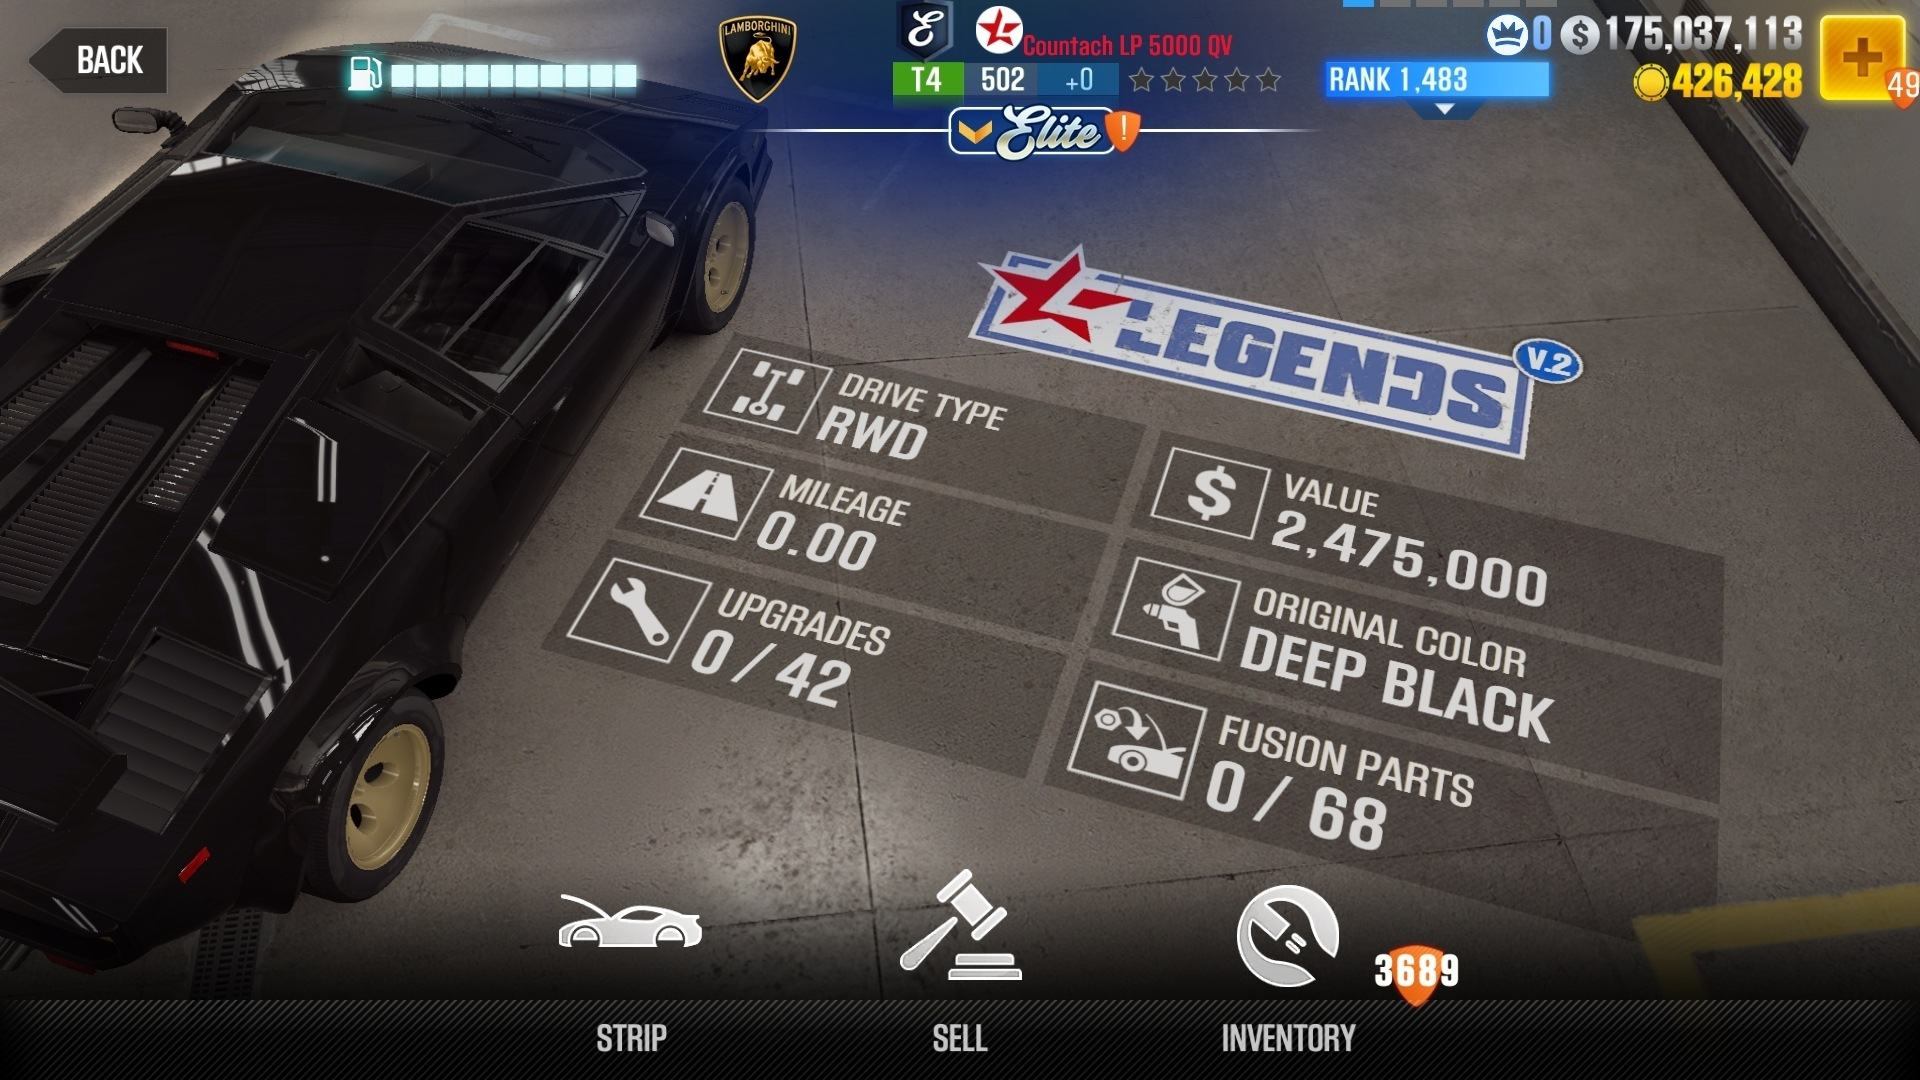 BACK
LAMBORGHINI
Countach LP 5000 QV
0
175,037,113
T4
502
+0
RANK 1,483
426,428
49
Elite
!
LEGENDS
V.2
DRIVE TYPE
RWD
MILEAGE
0.00
UPGRADES
0 / 42
VALUE
2,475,000
ORIGINAL COLOR
DEEP BLACK
FUSION PARTS
0 / 68
3689
STRIP
SELL
INVENTORY